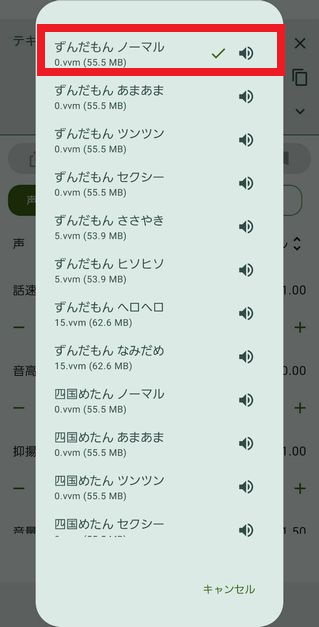 テキ
ずんだもん ノーマル
0.vvm (55.5 MB)
ずんだもん あまあま
0.vvm (55.5 MB)
ずんだもん ツンツン
0.vvm (55.5 MB)
ずんだもん セクシー
0.vvm (55.5 MB)
ずんだもん ささやき
5.vvm (53.9 MB)
声
ずんだもん ヒソヒソ
5.vvm (53.9 MB)
話速
1.00
ずんだもん ヘロヘロ
15.vvm (62.6 MB)
ずんだもん なみだめ
15.vvm (62.6 MB)
音高
0.00
四国めたん ノーマル
0.vvm (55.5 MB)
四国めたん あまあま
0.vvm (55.5 MB)
抑揚
1.00
四国めたん ツンツン
0.vvm (55.5 MB)
四国めたん セクシー
音量
1.50
キャンセル